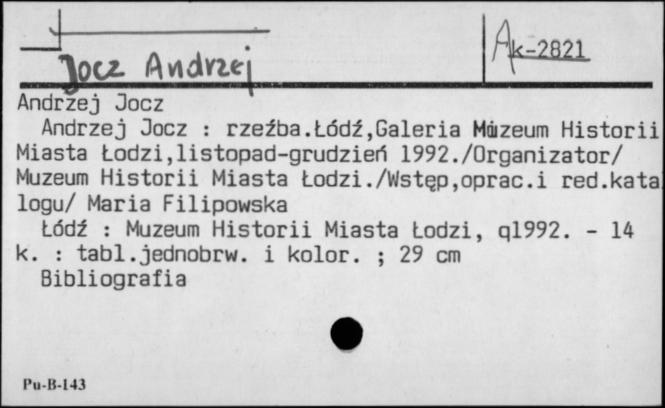 Jocz Andrzej
Ak-2821
Andrzej Jocz
Andrzej Jocz : rzeźba.Łódź,Galeria Muzeum Historii
Miasta Łodzi,listopad-grudzień 1992./Organizator/
Muzeum Historii Miasta Łodzi./Wstęp,oprac.i red.kata
logu/ Maria Filipowska
Łódź : Muzeum Historii Miasta Łodzi, q1992. - 14
k. : tabl.jednobrw. i kolor. ; 29 cm
Bibliografia
Pu-B-143